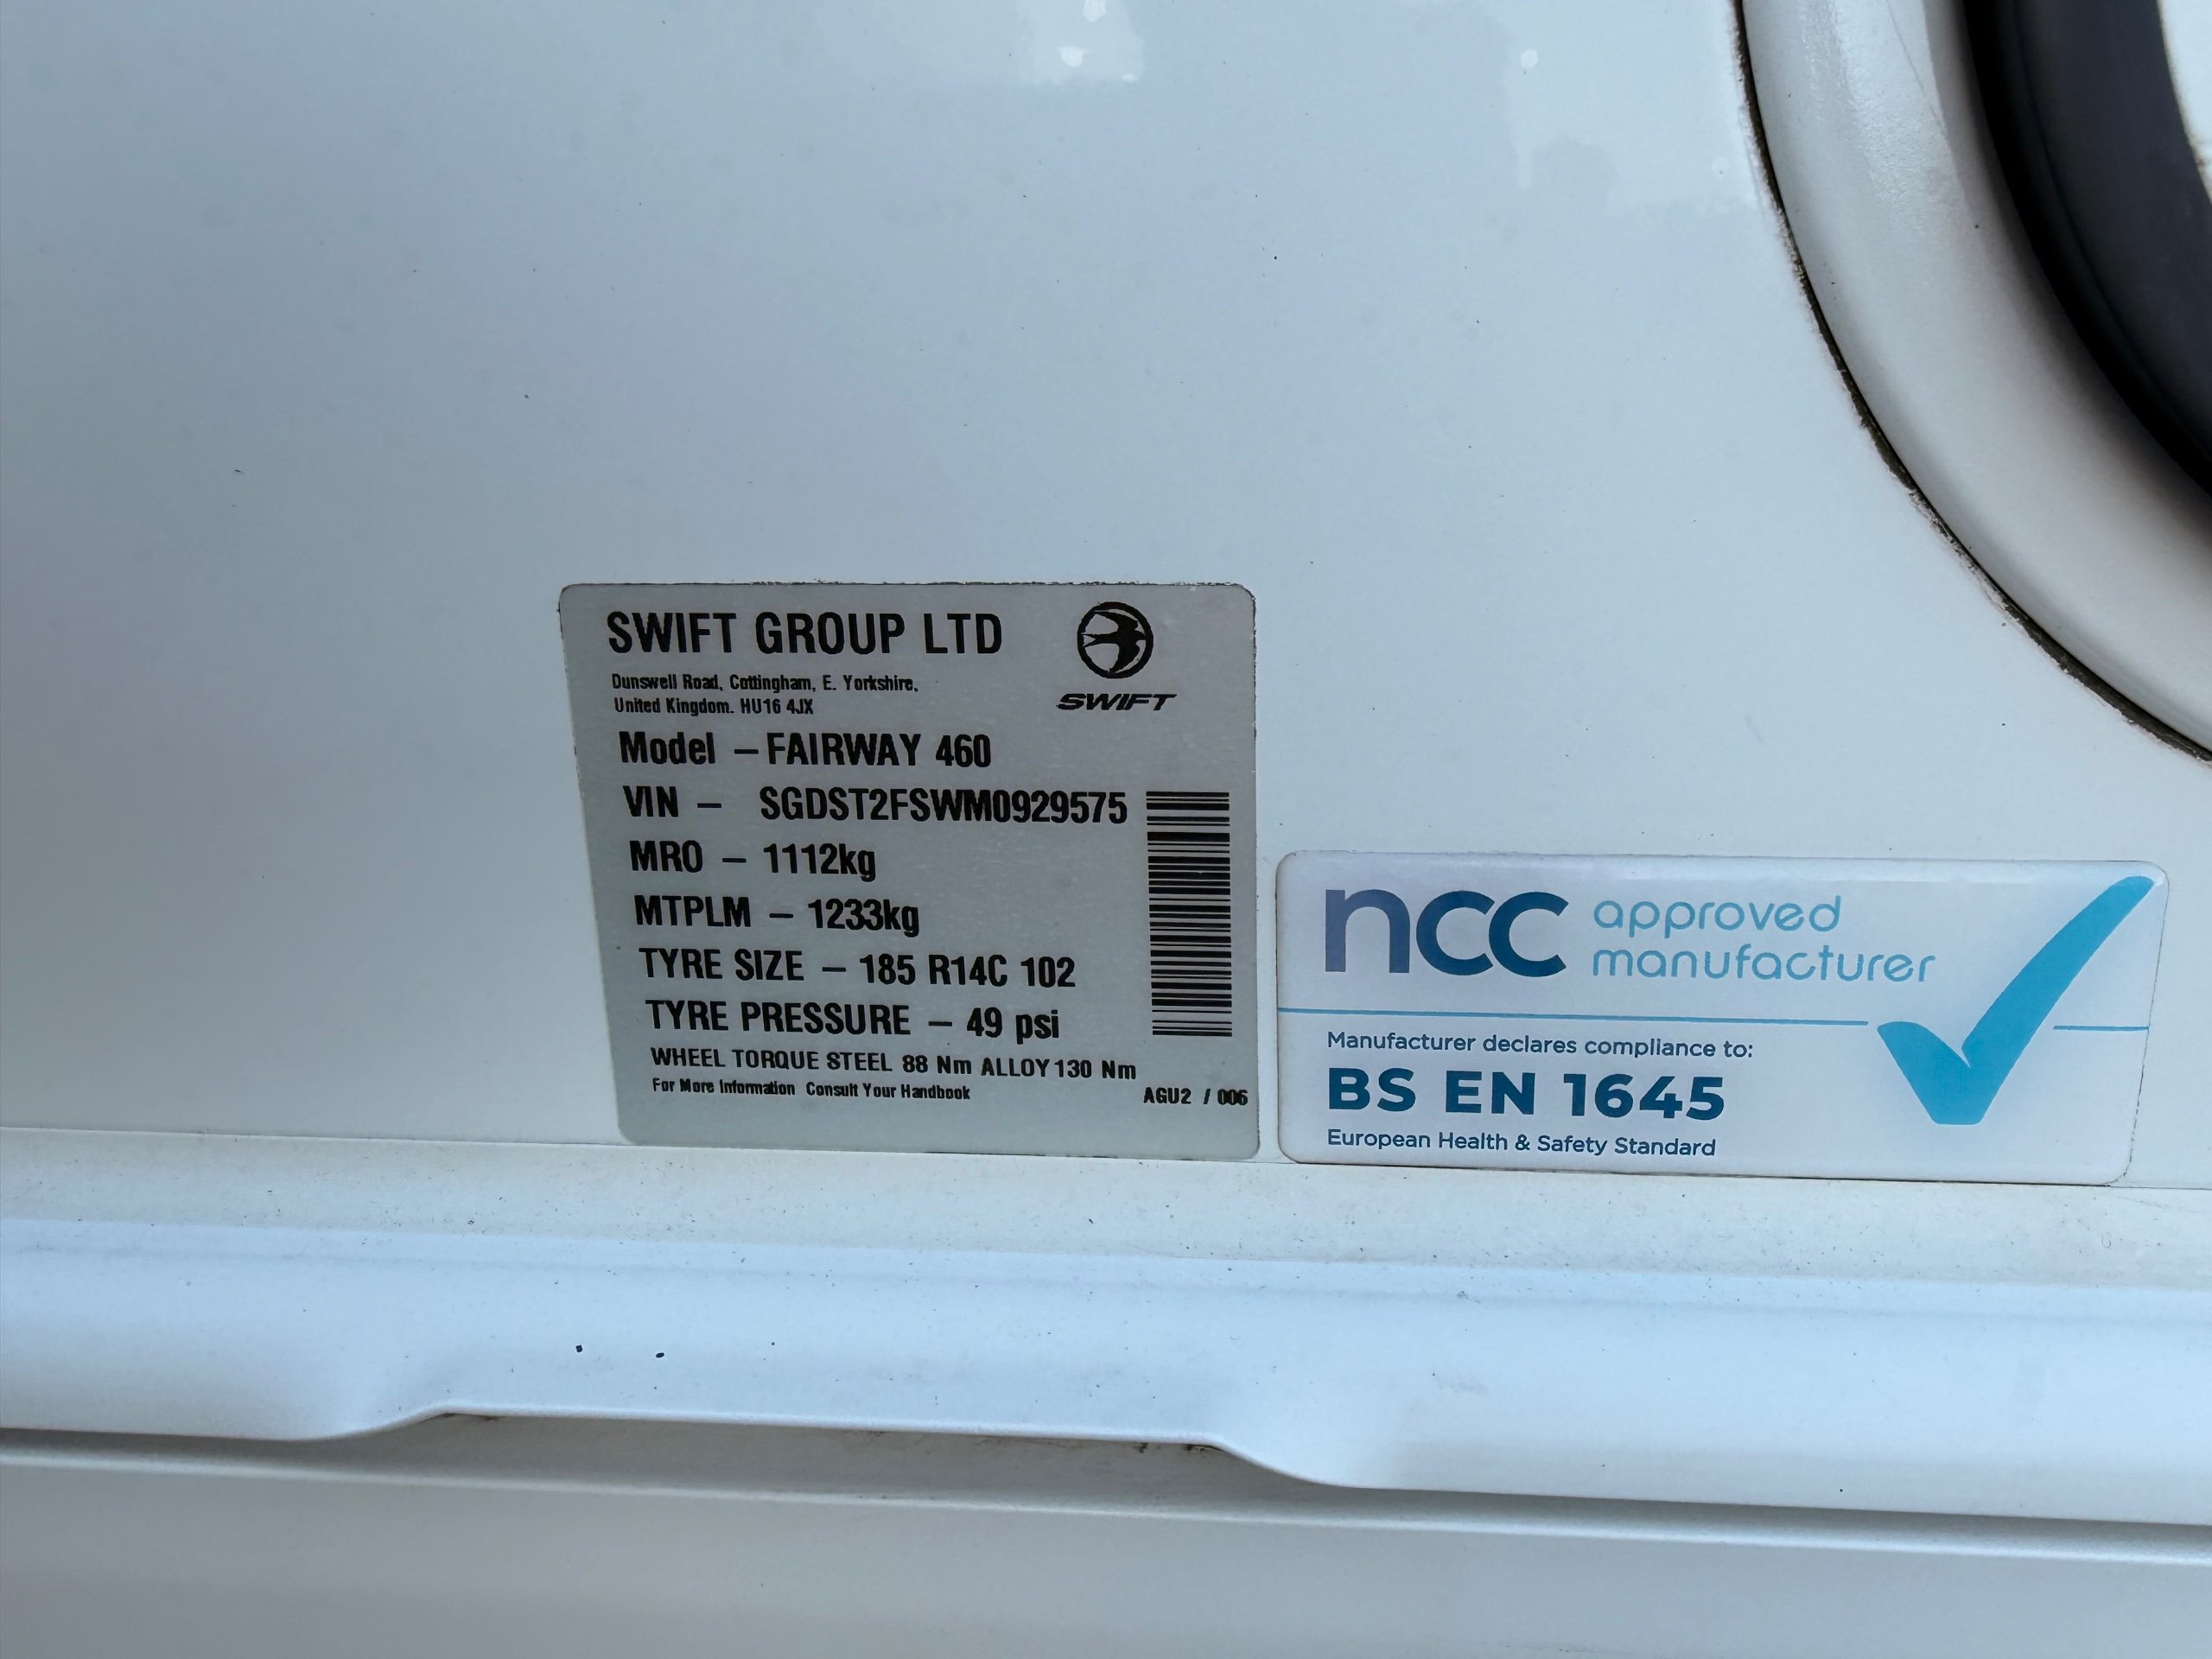 SWIFT GROUP LTD
Dunswell Road, Cottingham, E. Yorkshire,
United Kingdom. HU16 4JX
SWIFT
Model – FAIRWAY 460
VIN – SGDST2FSWM0929575
MRO – 1112kg
MTPLM – 1233kg
TYRE SIZE – 185 R14C 102
TYRE PRESSURE – 49 psi
WHEEL TORQUE STEEL 88 Nm ALLOY 130 Nm
For More Information Consult Your Handbook
AGU2 / 006
ncc approved
manufacturer
Manufacturer declares compliance to:
BS EN 1645
European Health & Safety Standard